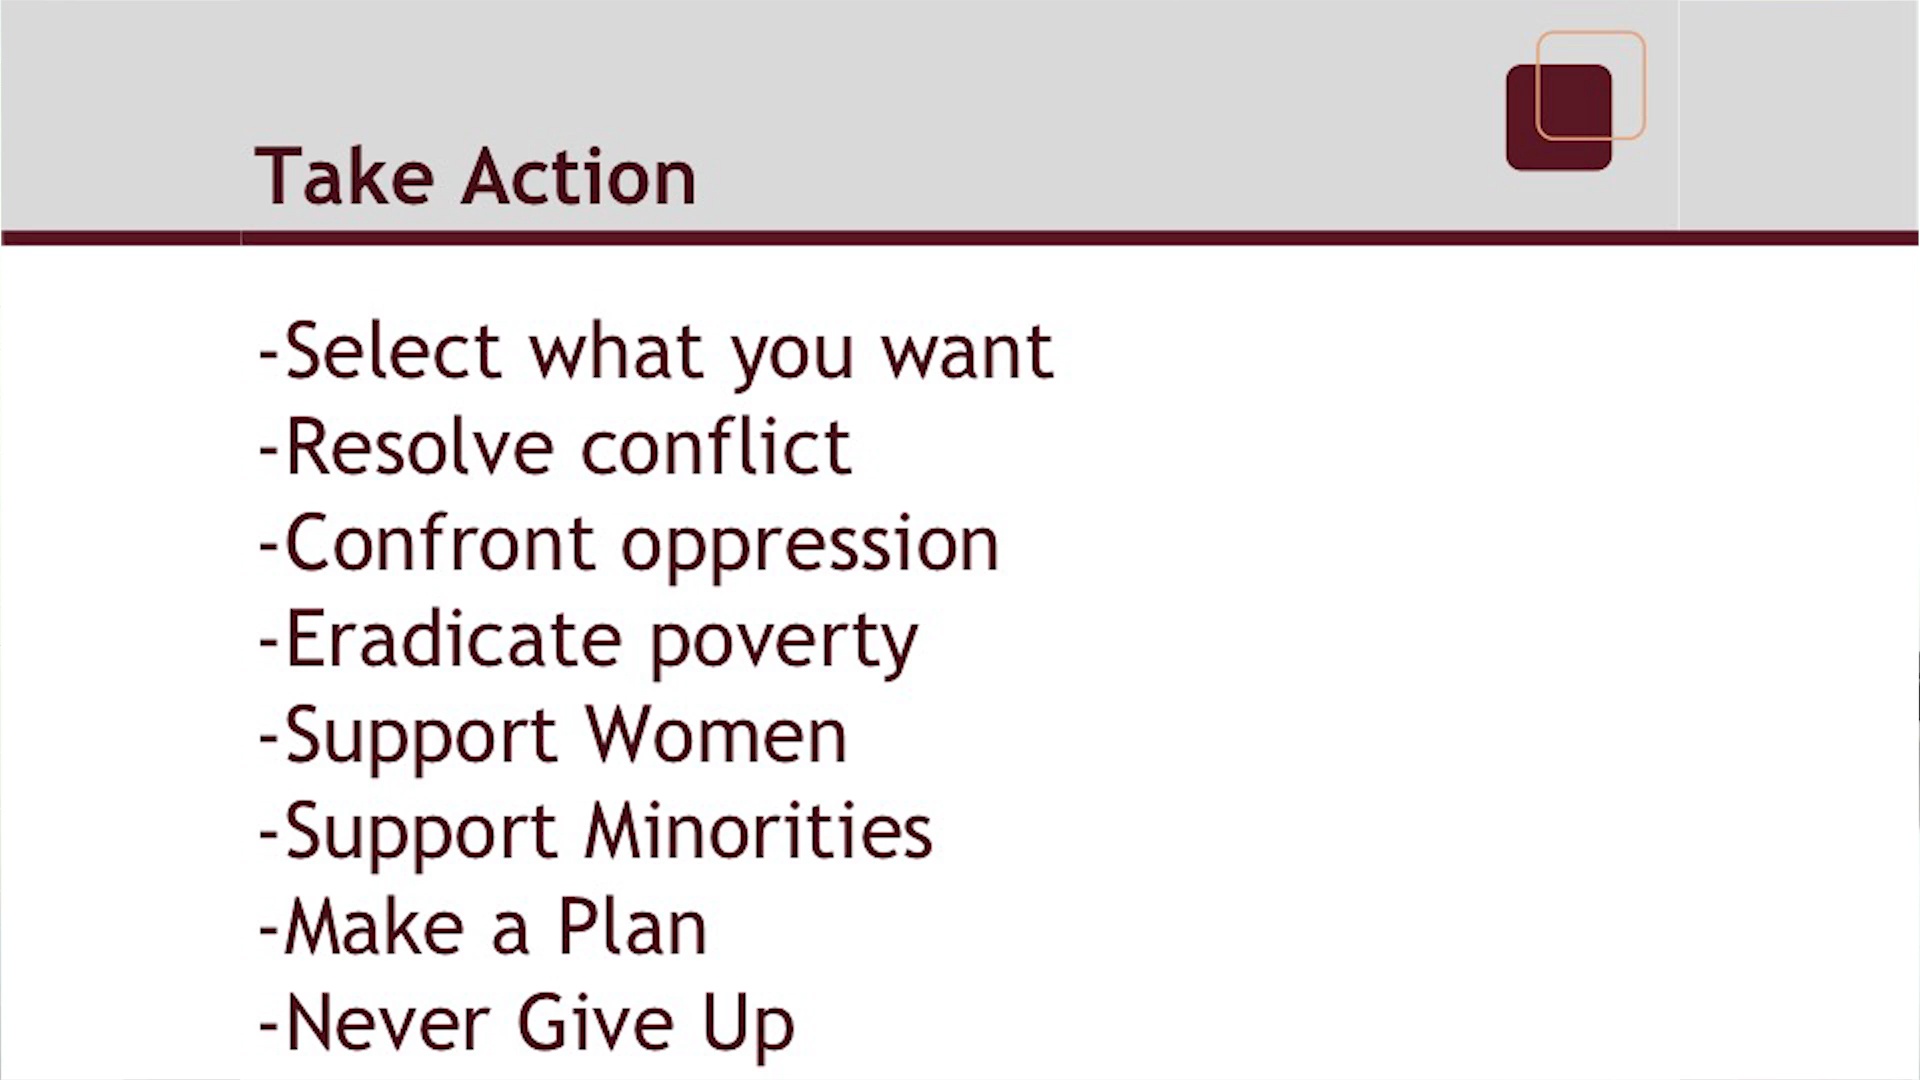 Take Action
-Select what you want
-Resolve conflict
-Confront oppression
-Eradicate poverty
-Support Women
-Support Minorities
-Make a Plan
-Never Give Up